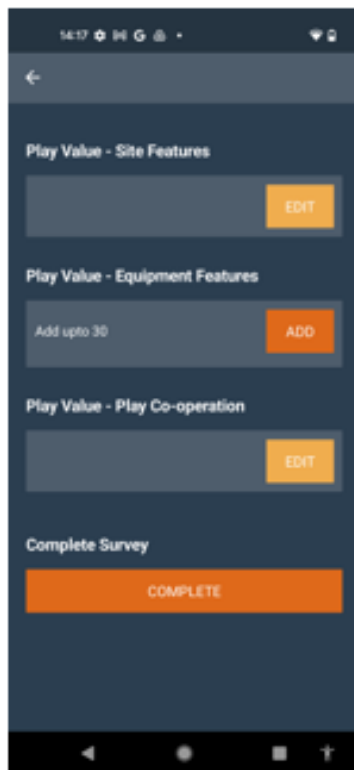 14:17
Play Value - Site Features
EDIT
Play Value - Equipment Features
Add upto 30
ADD
Play Value - Play Co-operation
EDIT
Complete Survey
COMPLETE